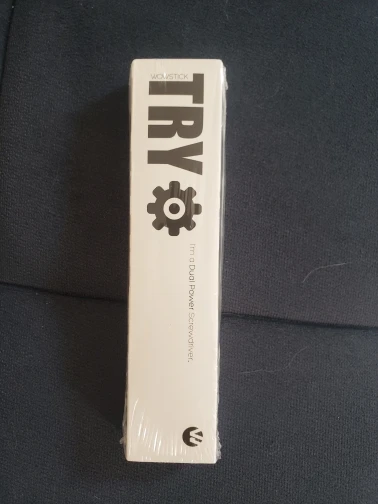 WOWSTICK
TRY
I'm a Dual Power Screwdriver.